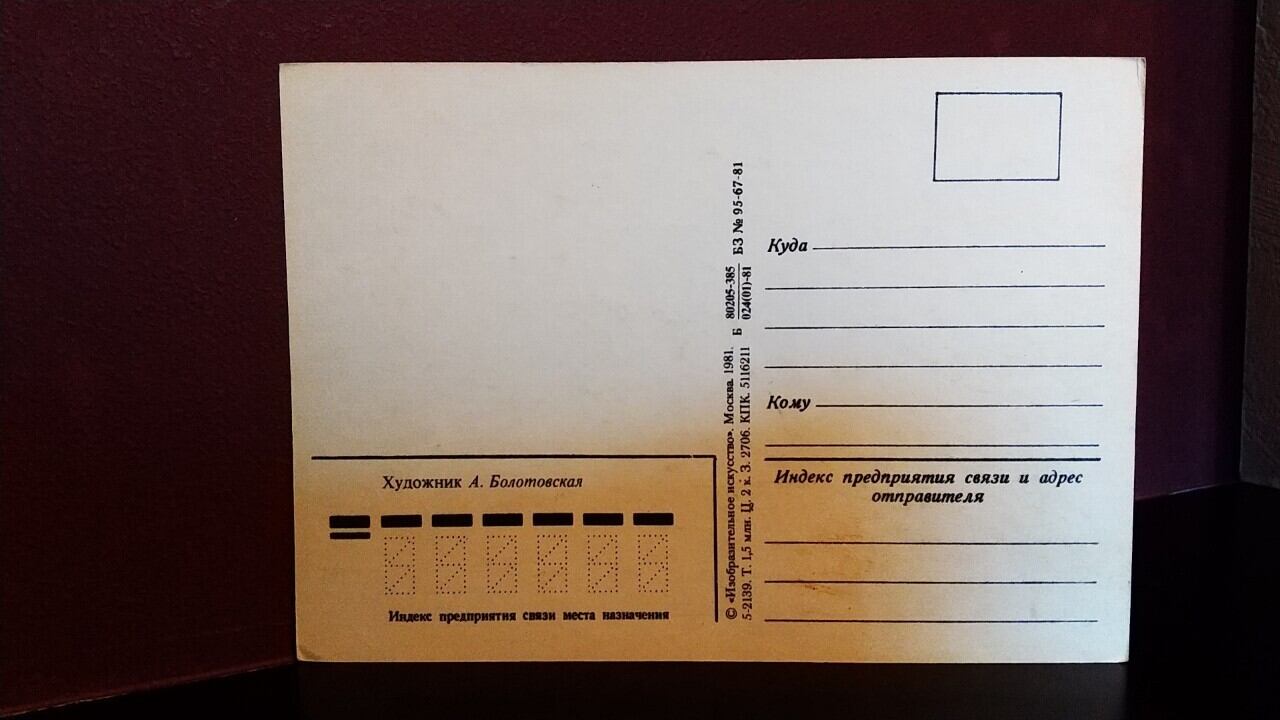 Художник А. Болотовская
Индекс предприятия связи места назначения
© «Изобразительное искусство». Москва. 1981. Б 80205-385 БЗ № 95-67-81
024(01)-81
5-2139. Т. 1,5 млн. Ц. 2 к. З. 2706. КПК. 5116211
Куда
Кому
Индекс предприятия связи и адрес
отправителя